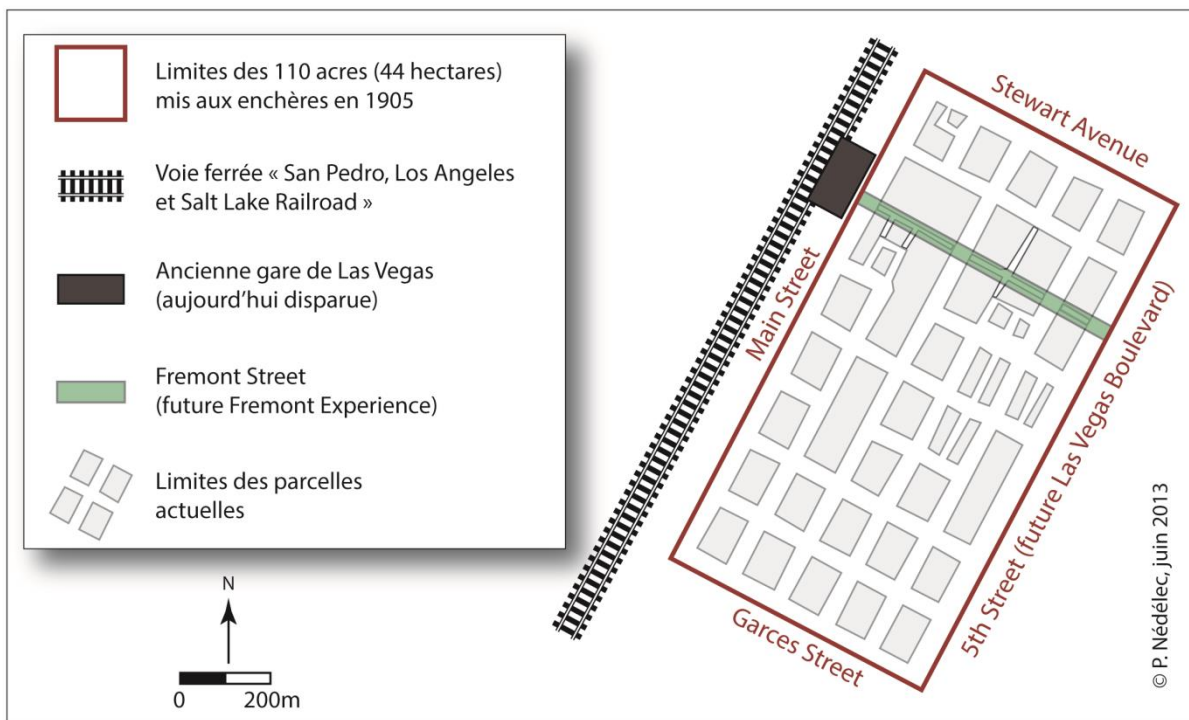 Limites des 110 acres (44 hectares)
mis aux enchères en 1905
Voie ferrée « San Pedro, Los Angeles
et Salt Lake Railroad »
Ancienne gare de Las Vegas
(aujourd’hui disparue)
Fremont Street
(future Fremont Experience)
Limites des parcelles
actuelles
N
0 200m
Stewart Avenue
Main Street
5th Street (future Las Vegas Boulevard)
Garces Street
© P. Nédélec, juin 2013